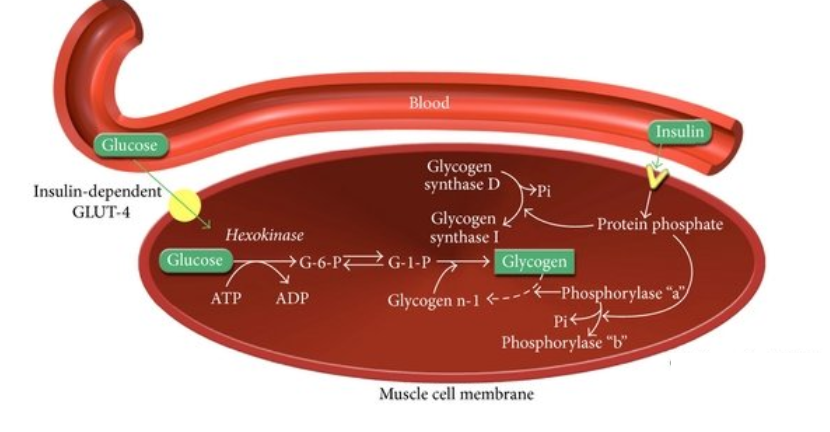 Blood
Glucose
Insulin
Insulin-dependent
GLUT-4
Glycogen
synthase D
Pi
Glycogen
synthase I
Protein phosphate
Hexokinase
Glucose
G-6-P
G-1-P
Glycogen
ATP
ADP
Glycogen n-1
Phosphorylase “a”
Pi
Phosphorylase “b”
Muscle cell membrane